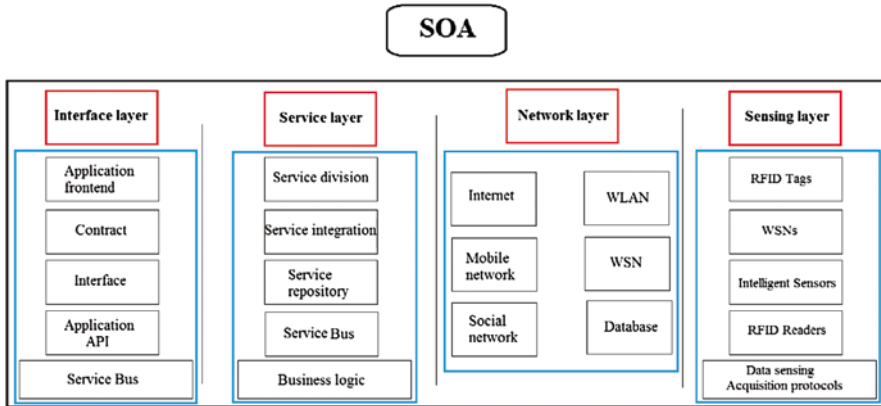 SOA
Interface layer
Application
frontend
Contract
Interface
Application
API
Service Bus
Service layer
Service division
Service integration
Service
repository
Service Bus
Business logic
Network layer
Internet
WLAN
Mobile
network
WSN
Social
network
Database
Sensing layer
RFID Tags
WSNs
Intelligent Sensors
RFID Readers
Data sensing
Acquisition protocols